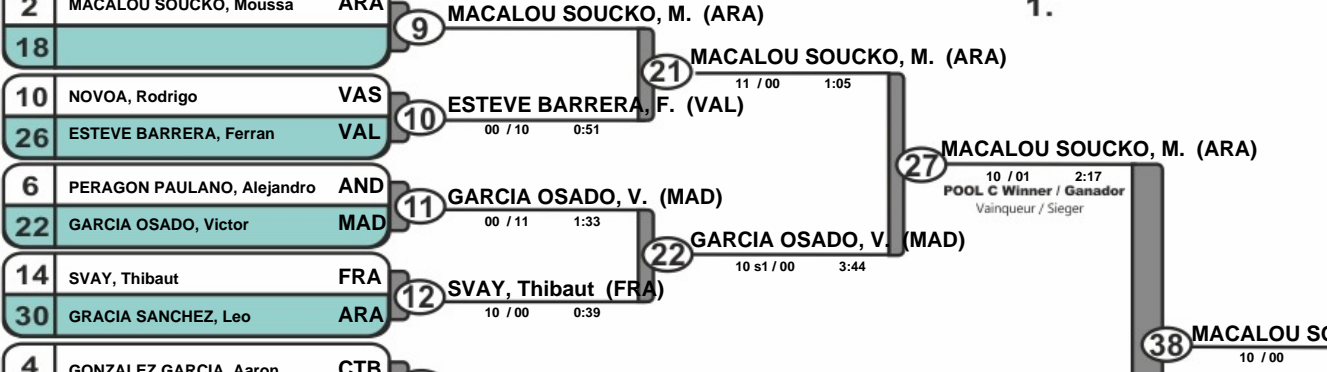 2 MACALOU SOUCKO, Moussa ARA
18
9 MACALOU SOUCKO, M. (ARA)
1.
21 MACALOU SOUCKO, M. (ARA)
11 / 00 1:05
10 NOVOA, Rodrigo VAS
26 ESTEVE BARRERA, Ferran VAL
10 ESTEVE BARRERA, F. (VAL)
00 / 10 0:51
27 MACALOU SOUCKO, M. (ARA)
10 / 01 2:17
POOL C Winner / Ganador
Vainqueur / Sieger
6 PERAGON PAULANO, Alejandro AND
22 GARCIA OSADO, Victor MAD
11 GARCIA OSADO, V. (MAD)
00 / 11 1:33
22 GARCIA OSADO, V. (MAD)
10 s1 / 00 3:44
14 SVAY, Thibaut FRA
30 GRACIA SANCHEZ, Leo ARA
12 SVAY, Thibaut (FRA)
10 / 00 0:39
38 MACALOU SO
10 / 00
4 GONZALEZ GARCIA, Aaron CTB